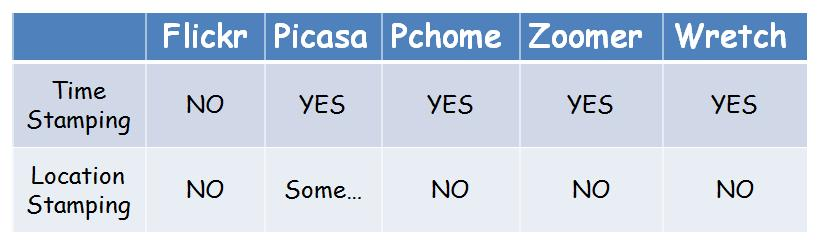 Flickr Picasa Pchome Zoomer Wretch
Time
Stamping NO YES YES YES YES
Location
Stamping NO Some... NO NO NO